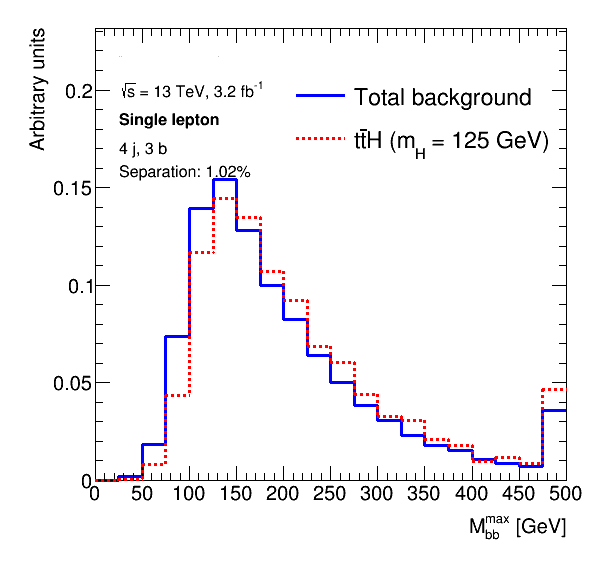 Arbitrary units
0.2
0.15
0.1
0.05
0
√s = 13 TeV, 3.2 fb⁻¹
Single lepton
4 j, 3 b
Separation: 1.02%
Total background
tt̄H (m_H = 125 GeV)
0 50 100 150 200 250 300 350 400 450 500
M_bb^max [GeV]